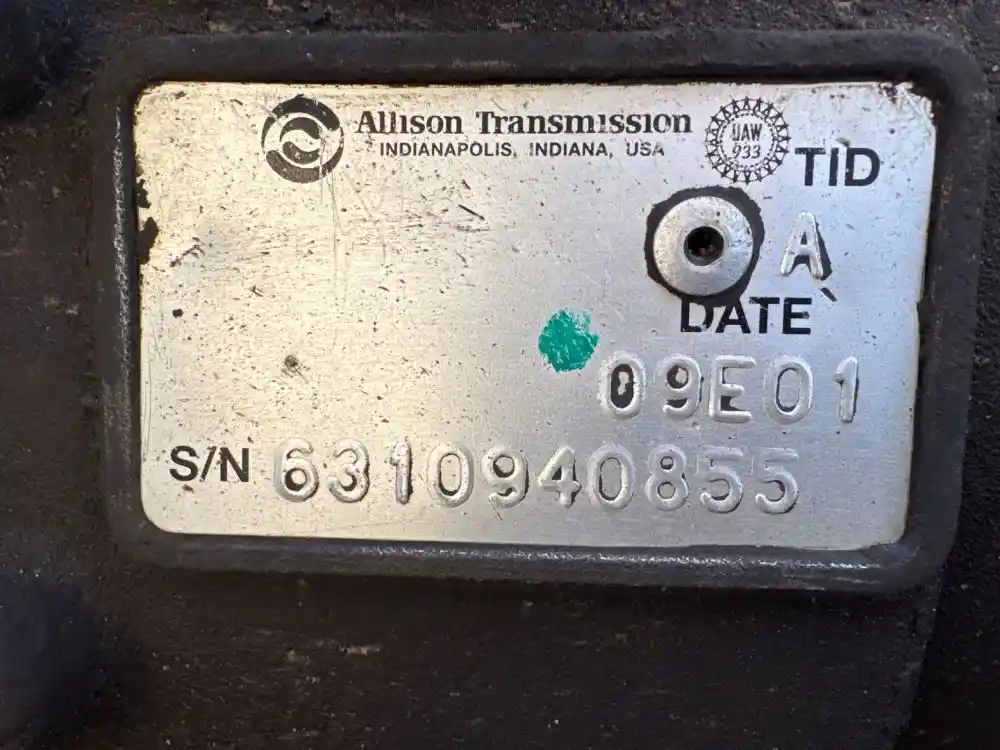 Allison Transmission
INDIANAPOLIS, INDIANA, USA
UAW
933
TID
A
DATE
09E01
S/N 6310940855